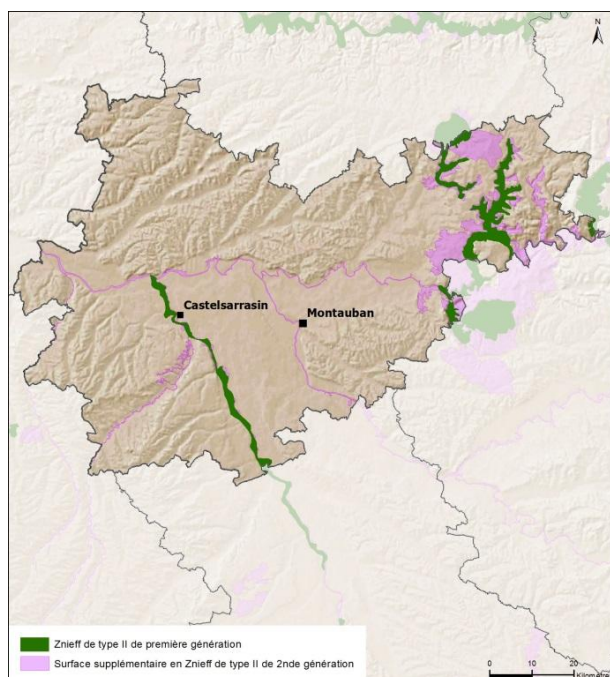 N
Castelsarrasin
Montauban
Znieff de type II de première génération
Surface supplémentaire en Znieff de type II de 2nde génération
0 10 20
Kilomètre